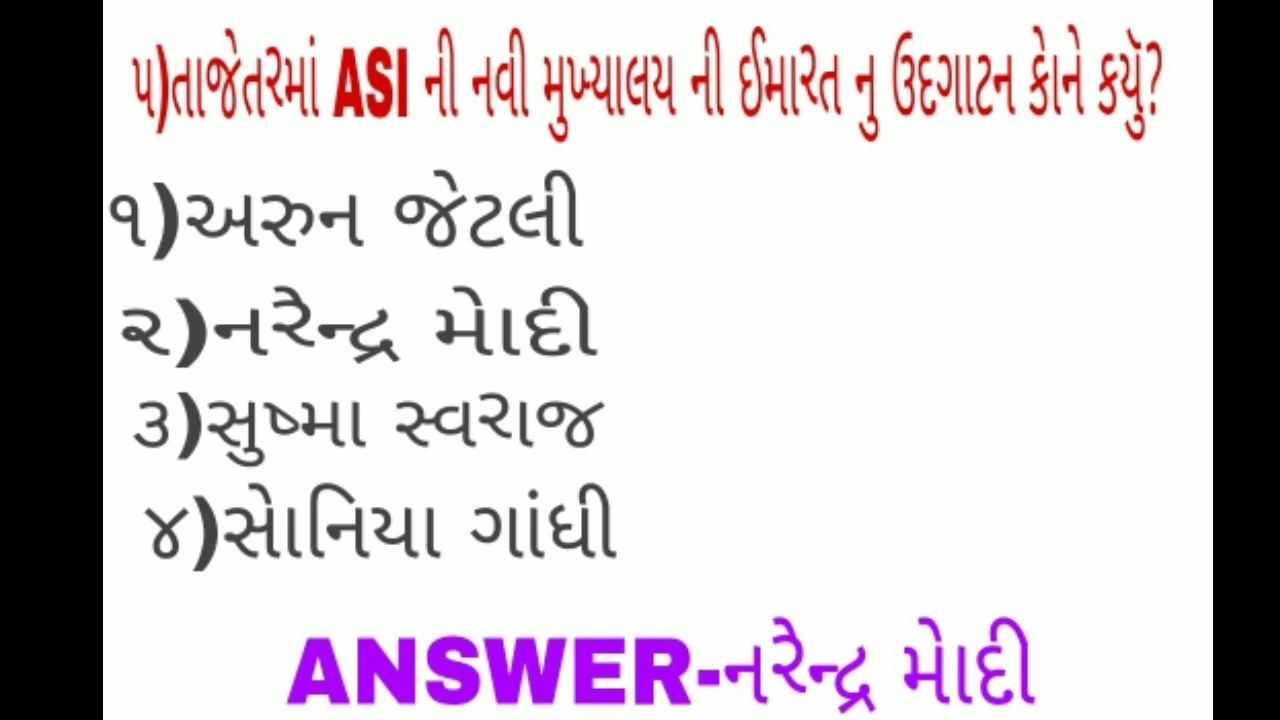 ૫)તાજેતરમાં ASI ની નવી મુખ્યાલય ની ઈમારત નુ ઉદગાટન કોને કર્યુ?
૧)અરુન જેટલી
૨)નરેન્દ્ર મોદી
૩)સુષ્મા સ્વરાજ
૪)સોનિયા ગાંધી
ANSWER-નરેન્દ્ર મોદી